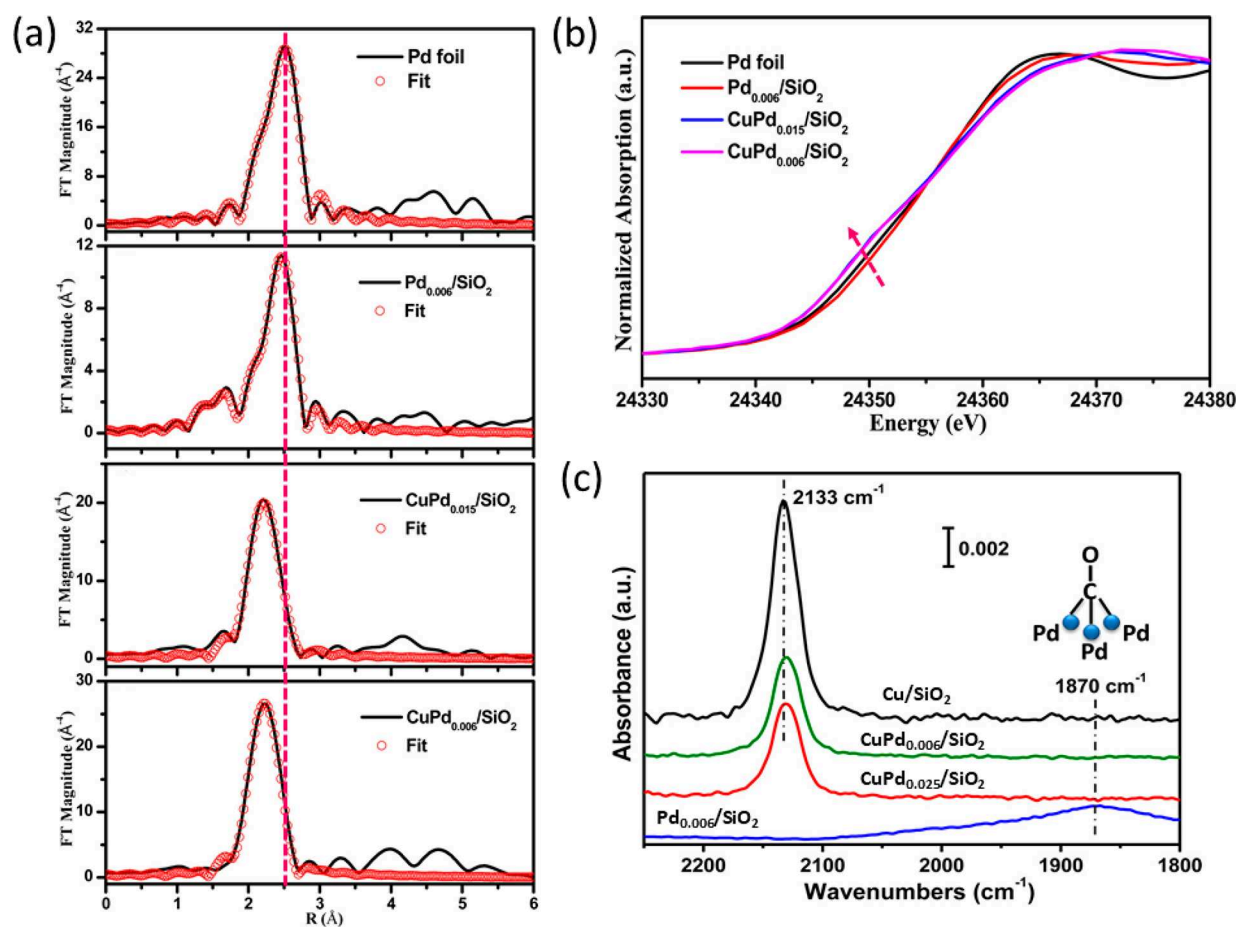 (a)
FT Magnitude (Å⁻⁴)
32
24
16
8
0
Pd foil
Fit
FT Magnitude (Å⁻⁴)
12
8
4
0
Pd₀.₀₀₆/SiO₂
Fit
FT Magnitude (Å⁻⁴)
20
10
0
CuPd₀.₀₁₅/SiO₂
Fit
FT Magnitude (Å⁻⁴)
30
20
10
0
CuPd₀.₀₀₆/SiO₂
Fit
0 1 2 3 4 5 6
R (Å)
(b)
Normalized Absorption (a.u.)
Pd foil
Pd₀.₀₀₆/SiO₂
CuPd₀.₀₁₅/SiO₂
CuPd₀.₀₀₆/SiO₂
24330 24340 24350 24360 24370 24380
Energy (eV)
(c)
Absorbance (a.u.)
2133 cm⁻¹
0.002
O
C
Pd Pd
Pd
1870 cm⁻¹
Cu/SiO₂
CuPd₀.₀₀₆/SiO₂
CuPd₀.₀₂₅/SiO₂
Pd₀.₀₀₆/SiO₂
2200 2100 2000 1900 1800
Wavenumbers (cm⁻¹)